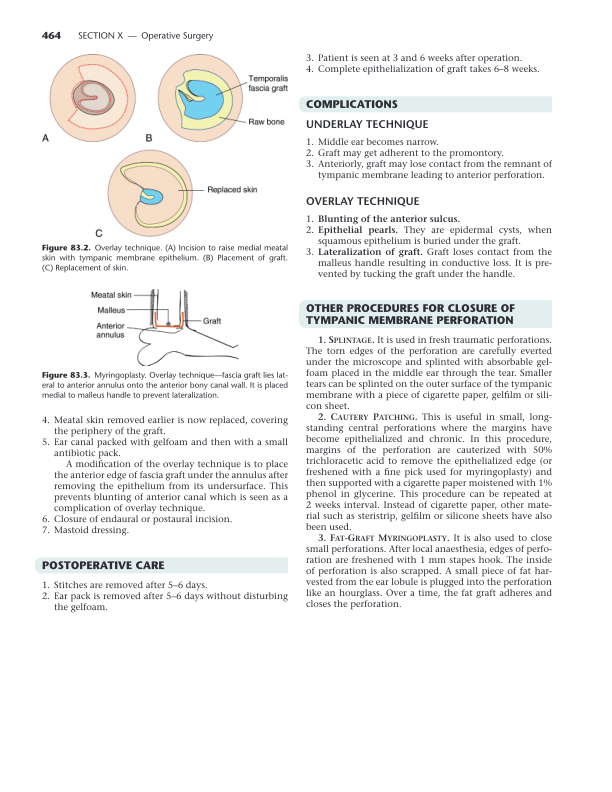 464 SECTION X — Operative Surgery
A
B
Temporalis
fascia graft
Raw bone
Replaced skin
C
Figure 83.2. Overlay technique. (A) Incision to raise medial meatal
skin with tympanic membrane epithelium. (B) Placement of graft.
(C) Replacement of skin.
Meatal skin
Malleus
Anterior
annulus
Graft
Figure 83.3. Myringoplasty. Overlay technique—fascia graft lies lat-
eral to anterior annulus onto the anterior bony canal wall. It is placed
medial to malleus handle to prevent lateralization.
4. Meatal skin removed earlier is now replaced, covering
the periphery of the graft.
5. Ear canal packed with gelfoam and then with a small
antibiotic pack.
A modification of the overlay technique is to place
the anterior edge of fascia graft under the annulus after
removing the epithelium from its undersurface. This
prevents blunting of anterior canal which is seen as a
complication of overlay technique.
6. Closure of endaural or postaural incision.
7. Mastoid dressing.
POSTOPERATIVE CARE
1. Stitches are removed after 5–6 days.
2. Ear pack is removed after 5–6 days without disturbing
the gelfoam.
3. Patient is seen at 3 and 6 weeks after operation.
4. Complete epithelialization of graft takes 6–8 weeks.
COMPLICATIONS
UNDERLAY TECHNIQUE
1. Middle ear becomes narrow.
2. Graft may get adherent to the promontory.
3. Anteriorly, graft may lose contact from the remnant of
tympanic membrane leading to anterior perforation.
OVERLAY TECHNIQUE
1. Blunting of the anterior sulcus.
2. Epithelial pearls. They are epidermal cysts, when
squamous epithelium is buried under the graft.
3. Lateralization of graft. Graft loses contact from the
malleus handle resulting in conductive loss. It is pre-
vented by tucking the graft under the handle.
OTHER PROCEDURES FOR CLOSURE OF
TYMPANIC MEMBRANE PERFORATION
1. SPLINTAGE. It is used in fresh traumatic perforations.
The torn edges of the perforation are carefully everted
under the microscope and splinted with absorbable gel-
foam placed in the middle ear through the tear. Smaller
tears can be splinted on the outer surface of the tympanic
membrane with a piece of cigarette paper, gelfilm or sili-
con sheet.
2. CAUTERY PATCHING. This is useful in small, long-
standing central perforations where the margins have
become epithelialized and chronic. In this procedure,
margins of the perforation are cauterized with 50%
trichloracetic acid to remove the epithelialized edge (or
freshened with a fine pick used for myringoplasty) and
then supported with a cigarette paper moistened with 1%
phenol in glycerine. This procedure can be repeated at
2 weeks interval. Instead of cigarette paper, other mate-
rial such as steristrip, gelfilm or silicone sheets have also
been used.
3. FAT-GRAFT MYRINGOPLASTY. It is also used to close
small perforations. After local anaesthesia, edges of perfo-
ration are freshened with 1 mm stapes hook. The inside
of perforation is also scrapped. A small piece of fat har-
vested from the ear lobule is plugged into the perforation
like an hourglass. Over a time, the fat graft adheres and
closes the perforation.